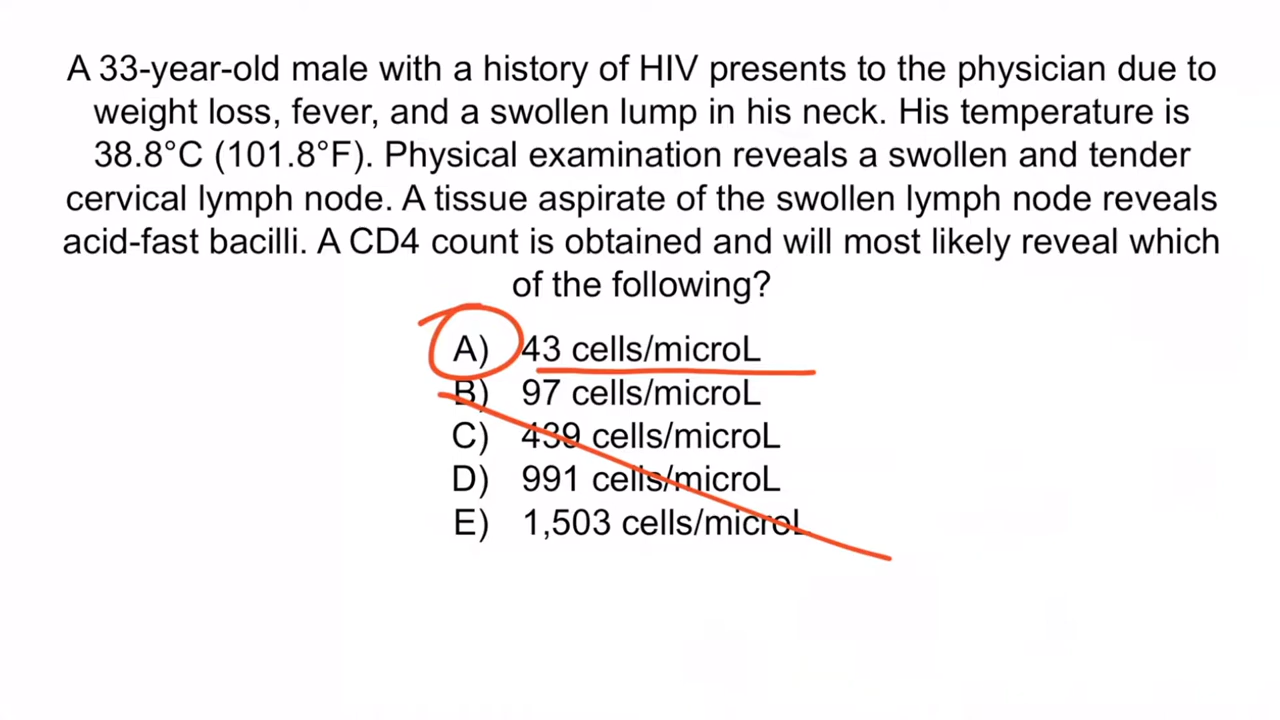 A 33-year-old male with a history of HIV presents to the physician due to
weight loss, fever, and a swollen lump in his neck. His temperature is
38.8°C (101.8°F). Physical examination reveals a swollen and tender
cervical lymph node. A tissue aspirate of the swollen lymph node reveals
acid-fast bacilli. A CD4 count is obtained and will most likely reveal which
of the following?
A) 43 cells/microL
B) 97 cells/microL
C) 439 cells/microL
D) 991 cells/microL
E) 1,503 cells/microL